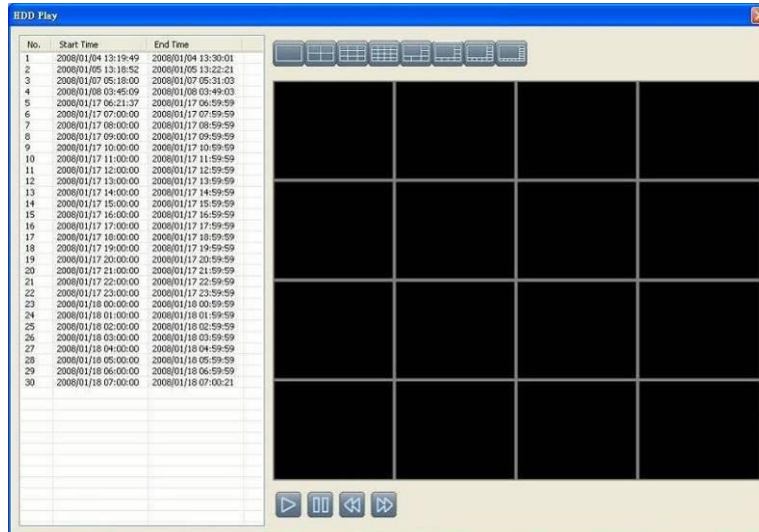 HDD Play
No. Start Time End Time
1 2008/01/04 13:19:49 2008/01/04 13:30:01
2 2008/01/05 13:18:52 2008/01/05 13:22:21
3 2008/01/07 05:18:00 2008/01/07 05:31:03
4 2008/01/08 03:45:09 2008/01/08 03:49:03
5 2008/01/17 06:21:37 2008/01/17 06:59:59
6 2008/01/17 07:00:00 2008/01/17 07:59:59
7 2008/01/17 08:00:00 2008/01/17 08:59:59
8 2008/01/17 09:00:00 2008/01/17 09:59:59
9 2008/01/17 10:00:00 2008/01/17 10:59:59
10 2008/01/17 11:00:00 2008/01/17 11:59:59
11 2008/01/17 12:00:00 2008/01/17 12:59:59
12 2008/01/17 13:00:00 2008/01/17 13:59:59
13 2008/01/17 14:00:00 2008/01/17 14:59:59
14 2008/01/17 15:00:00 2008/01/17 15:59:59
15 2008/01/17 16:00:00 2008/01/17 16:59:59
16 2008/01/17 17:00:00 2008/01/17 17:59:59
17 2008/01/17 18:00:00 2008/01/17 18:59:59
18 2008/01/17 19:00:00 2008/01/17 19:59:59
19 2008/01/17 20:00:00 2008/01/17 20:59:59
20 2008/01/17 21:00:00 2008/01/17 21:59:59
21 2008/01/17 22:00:00 2008/01/17 22:59:59
22 2008/01/17 23:00:00 2008/01/17 23:59:59
23 2008/01/18 00:00:00 2008/01/18 00:59:59
24 2008/01/18 01:00:00 2008/01/18 01:59:59
25 2008/01/18 02:00:00 2008/01/18 02:59:59
26 2008/01/18 03:00:00 2008/01/18 03:59:59
27 2008/01/18 04:00:00 2008/01/18 04:59:59
28 2008/01/18 05:00:00 2008/01/18 05:59:59
29 2008/01/18 06:00:00 2008/01/18 06:59:59
30 2008/01/18 07:00:00 2008/01/18 07:00:21